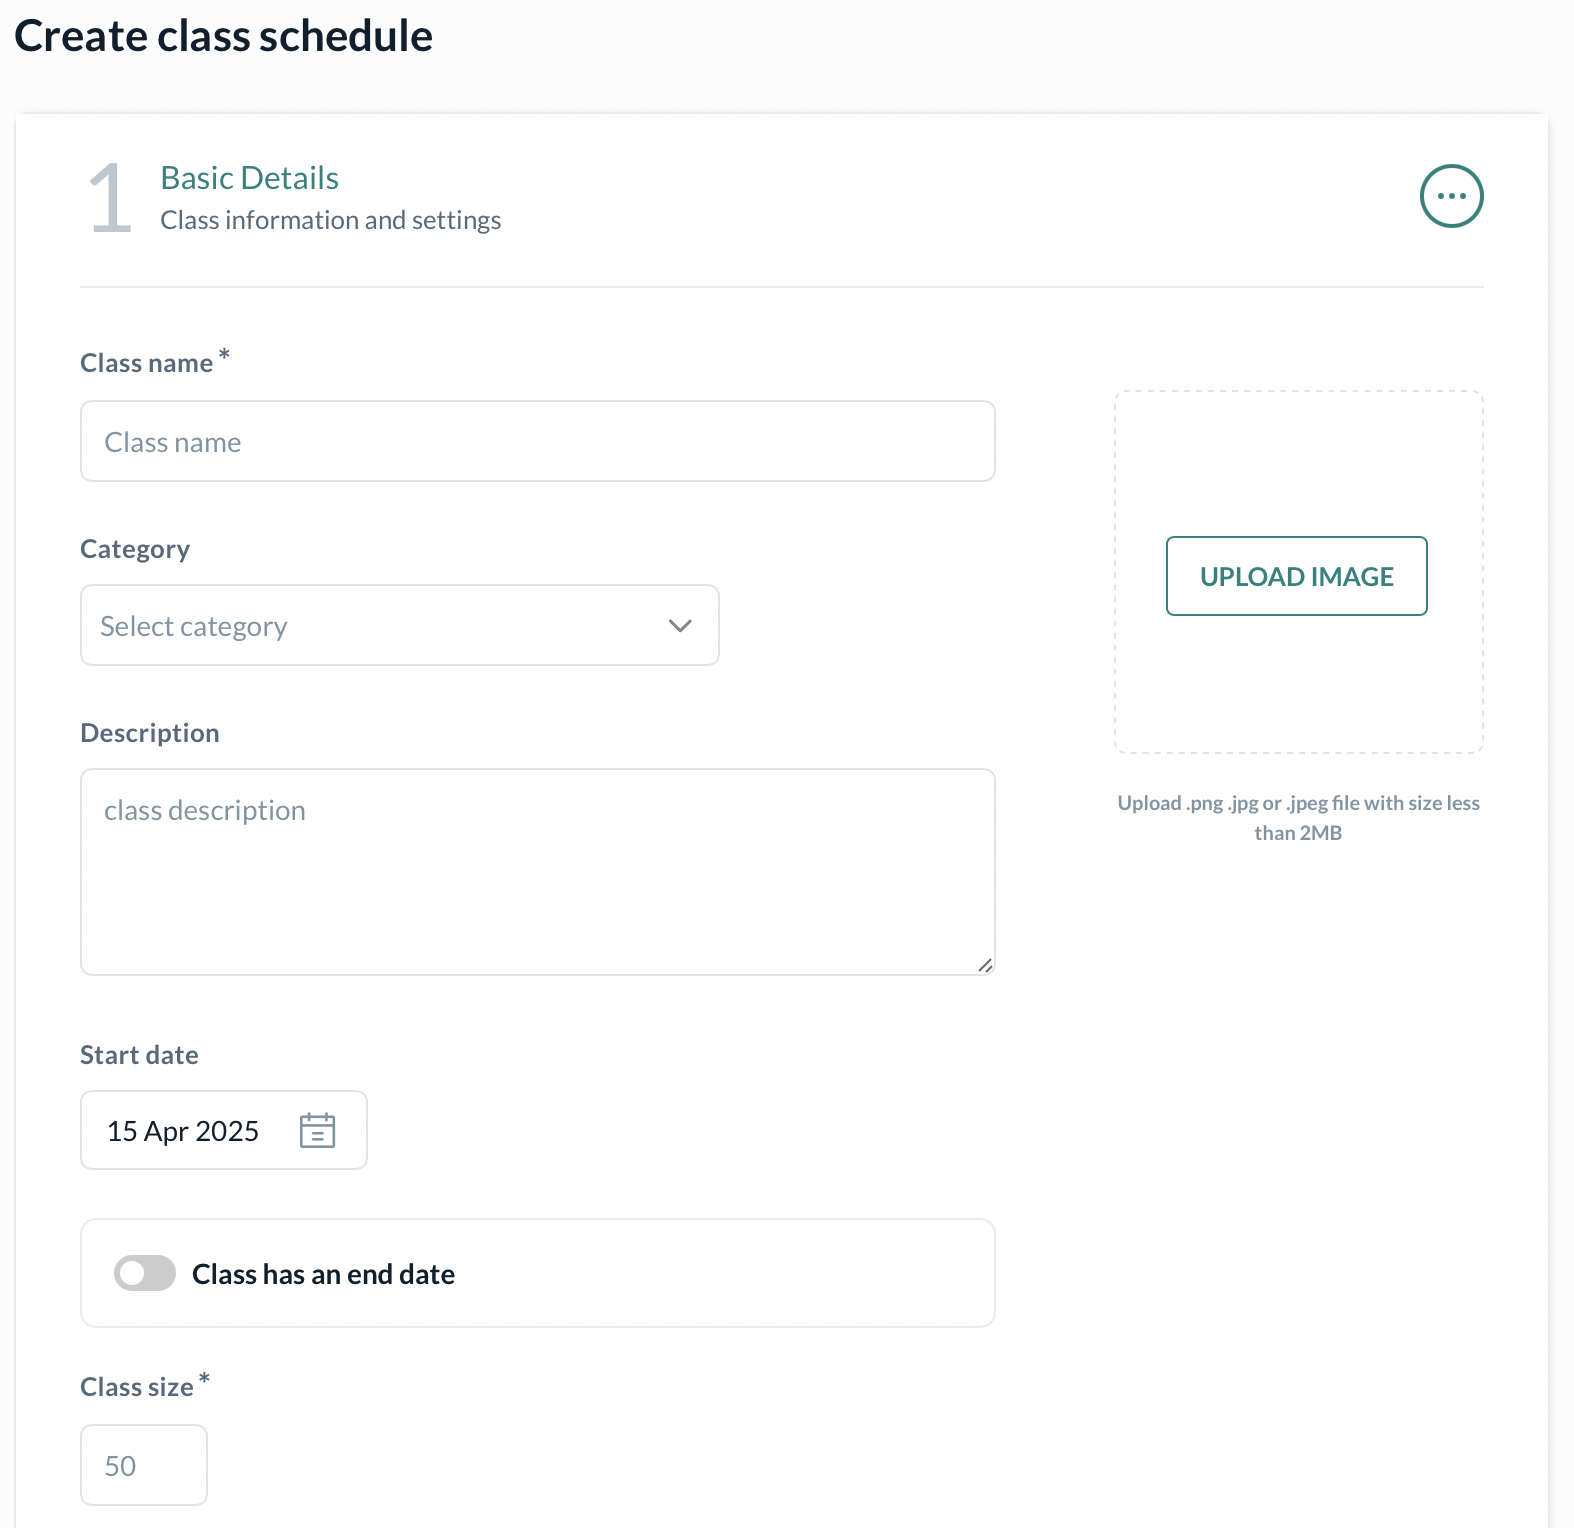 Create class schedule
1
Basic Details
Class information and settings
Class name *
Class name
Category
Select category
Description
class description
UPLOAD IMAGE
Upload .png .jpg or .jpeg file with size less
than 2MB
Start date
15 Apr 2025
Class has an end date
Class size *
50